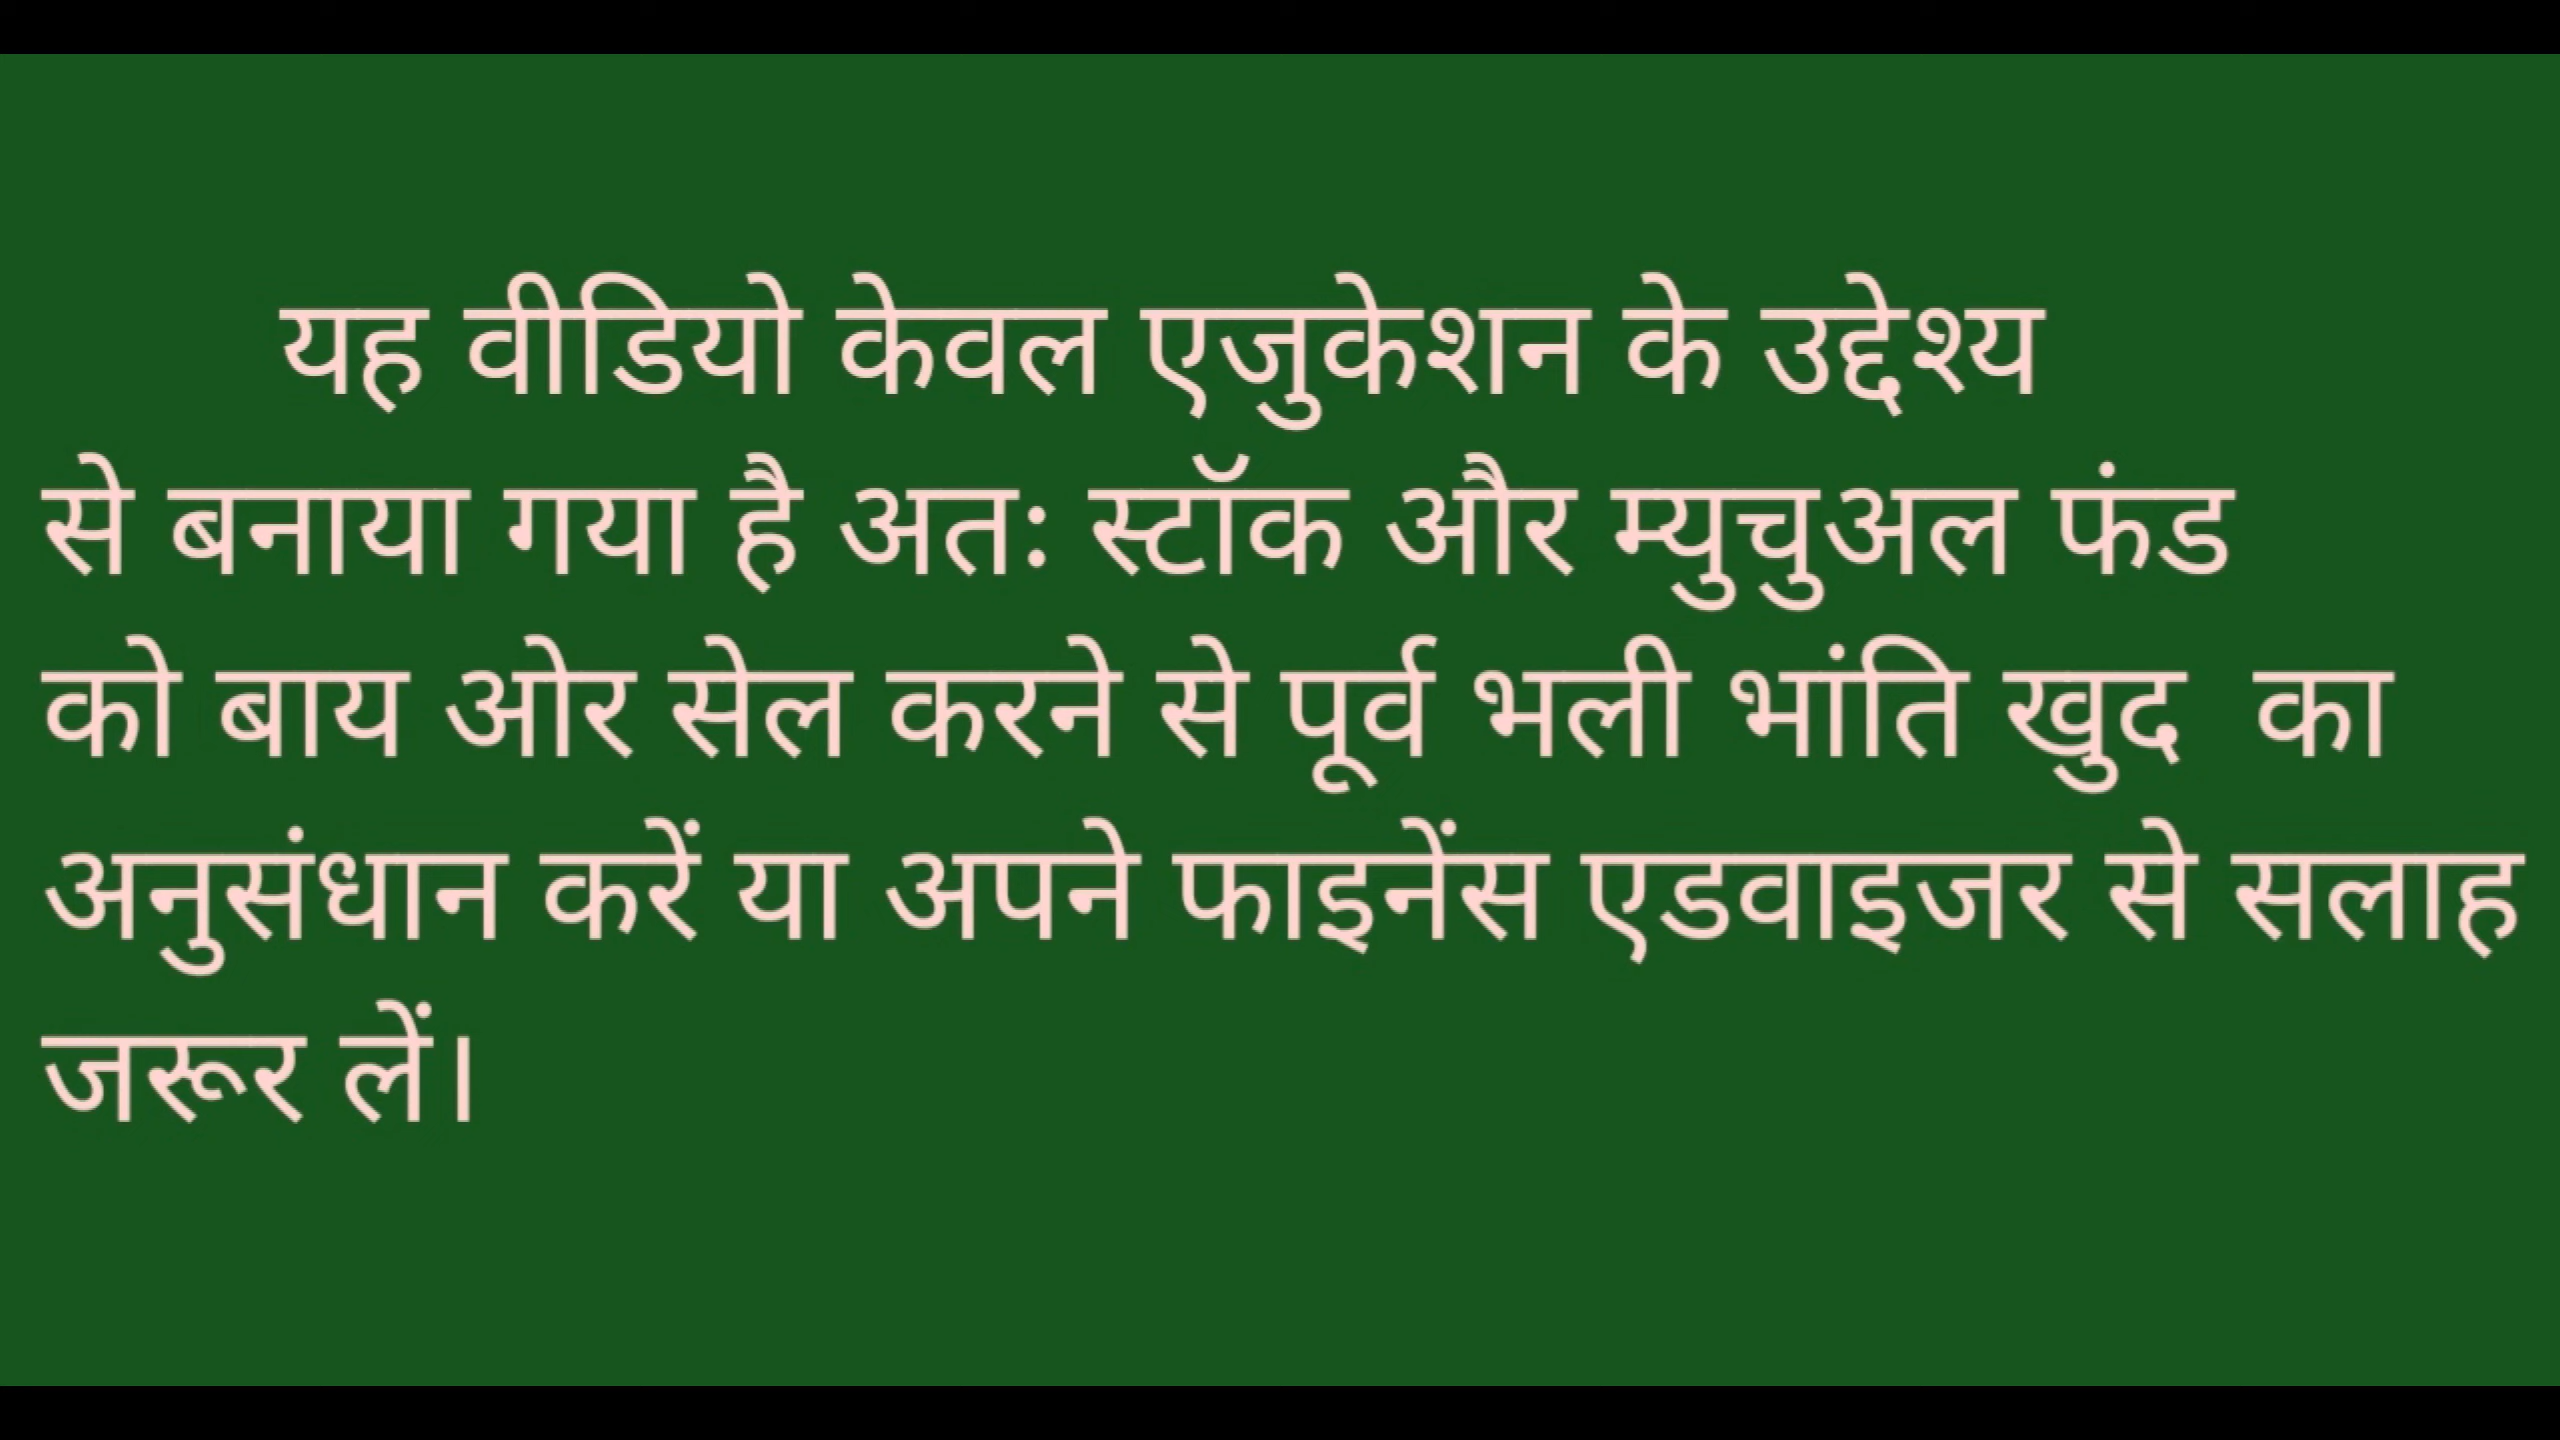 यह वीडियो केवल एजुकेशन के उद्देश्य
से बनाया गया है अतः स्टॉक और म्युचुअल फंड
को बाय ओर सेल करने से पूर्व भली भांति खुद का
अनुसंधान करें या अपने फाइनेंस एडवाइजर से सलाह
जरूर लें।